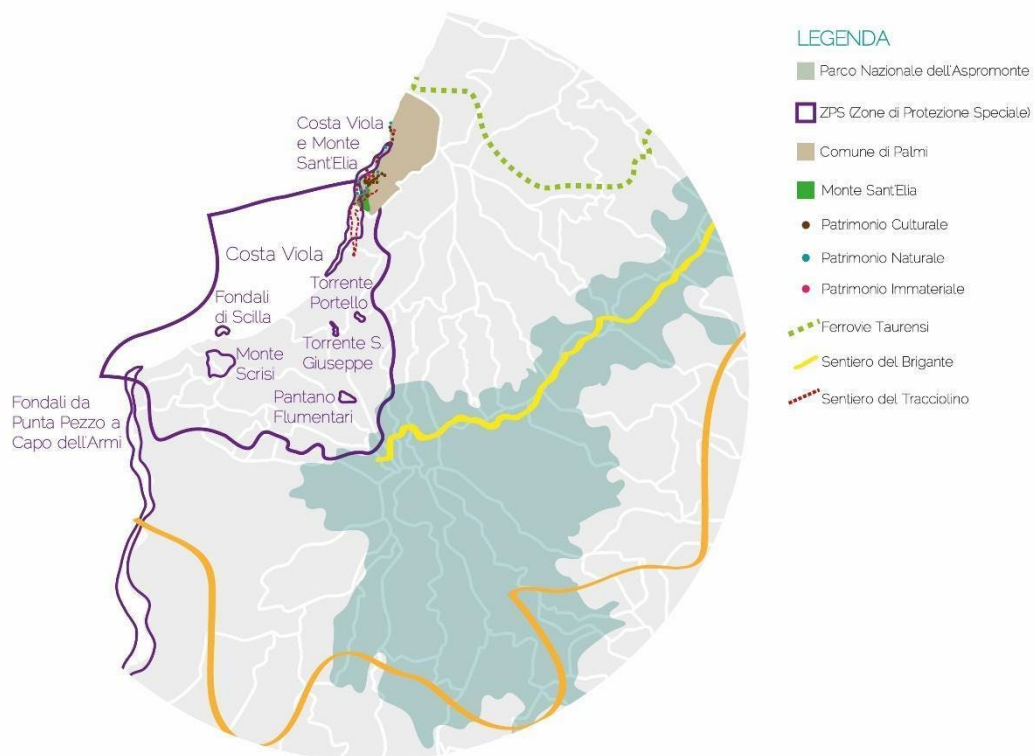 Costa Viola
e Monte
Sant'Elia
Costa Viola
Torrente
Portello
Fondali
di Scilla
Torrente S.
Giuseppe
Monte
Scrisi
Pantano
Flumentari
Fondali da
Punta Pezzo a
Capo dell'Armi
LEGENDA
Parco Nazionale dell'Aspromonte
ZPS (Zone di Protezione Speciale)
Comune di Palmi
Monte Sant'Elia
Patrimonio Culturale
Patrimonio Naturale
Patrimonio Immateriale
Ferrovie Taurensi
Sentiero del Brigante
Sentiero del Tracciolino